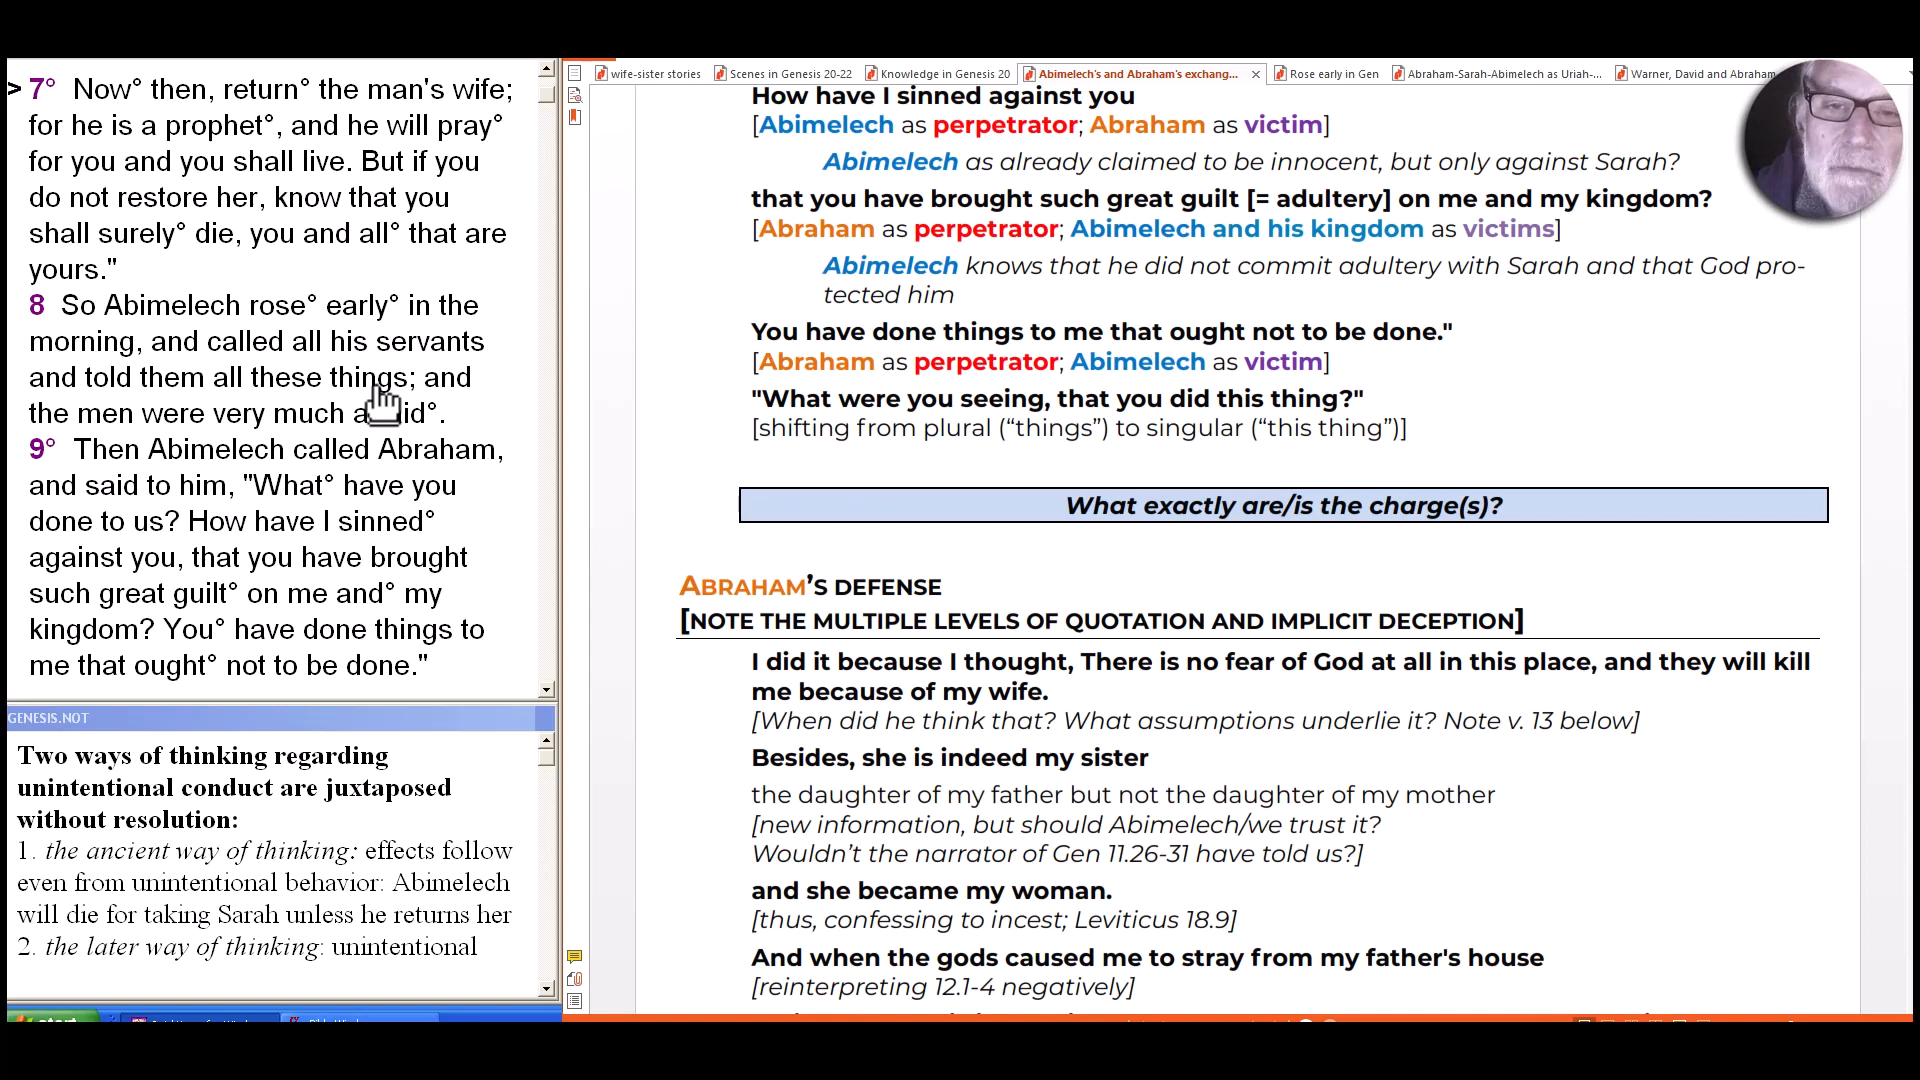 > 7° Now° then, return° the man's wife;
for he is a prophet°, and he will pray°
for you and you shall live. But if you
do not restore her, know that you
shall surely° die, you and all° that are
yours."
8 So Abimelech rose° early° in the
morning, and called all his servants
and told them all these things; and
the men were very much
9° Then Abimelech called Abraham,
and said to him, "What° have you
done to us? How have I sinned°
against you, that you have brought
such great guilt° on me and° my
kingdom? You° have done things to
me that ought° not to be done."
GENESIS.NOT
Two ways of thinking regarding
unintentional conduct are juxtaposed
without resolution:
1. the ancient way of thinking: effects follow
even from unintentional behavior: Abimelech
will die for taking Sarah unless he returns her
2. the later way of thinking: unintentional
wife-sister stories
Scenes in Genesis 20-22
Knowledge in Genesis 20
Abimelech's and Abraham's exchang...
Rose early in Gen
Abraham-Sarah-Abimelech as Uriah-...
Warner, David and Abraham
How have I sinned against you
[Abimelech as perpetrator; Abraham as victim]
Abimelech as already claimed to be innocent, but only against Sarah?
that you have brought such great guilt [= adultery] on me and my kingdom?
[Abraham as perpetrator; Abimelech and his kingdom as victims]
Abimelech knows that he did not commit adultery with Sarah and that God pro-
tected him
You have done things to me that ought not to be done."
[Abraham as perpetrator; Abimelech as victim]
"What were you seeing, that you did this thing?"
[shifting from plural (“things”) to singular (“this thing”)]
What exactly are/is the charge(s)?
ABRAHAM’S DEFENSE
[NOTE THE MULTIPLE LEVELS OF QUOTATION AND IMPLICIT DECEPTION]
I did it because I thought, There is no fear of God at all in this place, and they will kill
me because of my wife.
[When did he think that? What assumptions underlie it? Note v. 13 below]
Besides, she is indeed my sister
the daughter of my father but not the daughter of my mother
[new information, but should Abimelech/we trust it?
Wouldn’t the narrator of Gen 11.26-31 have told us?]
and she became my woman.
[thus, confessing to incest; Leviticus 18.9]
And when the gods caused me to stray from my father's house
[reinterpreting 12.1-4 negatively]